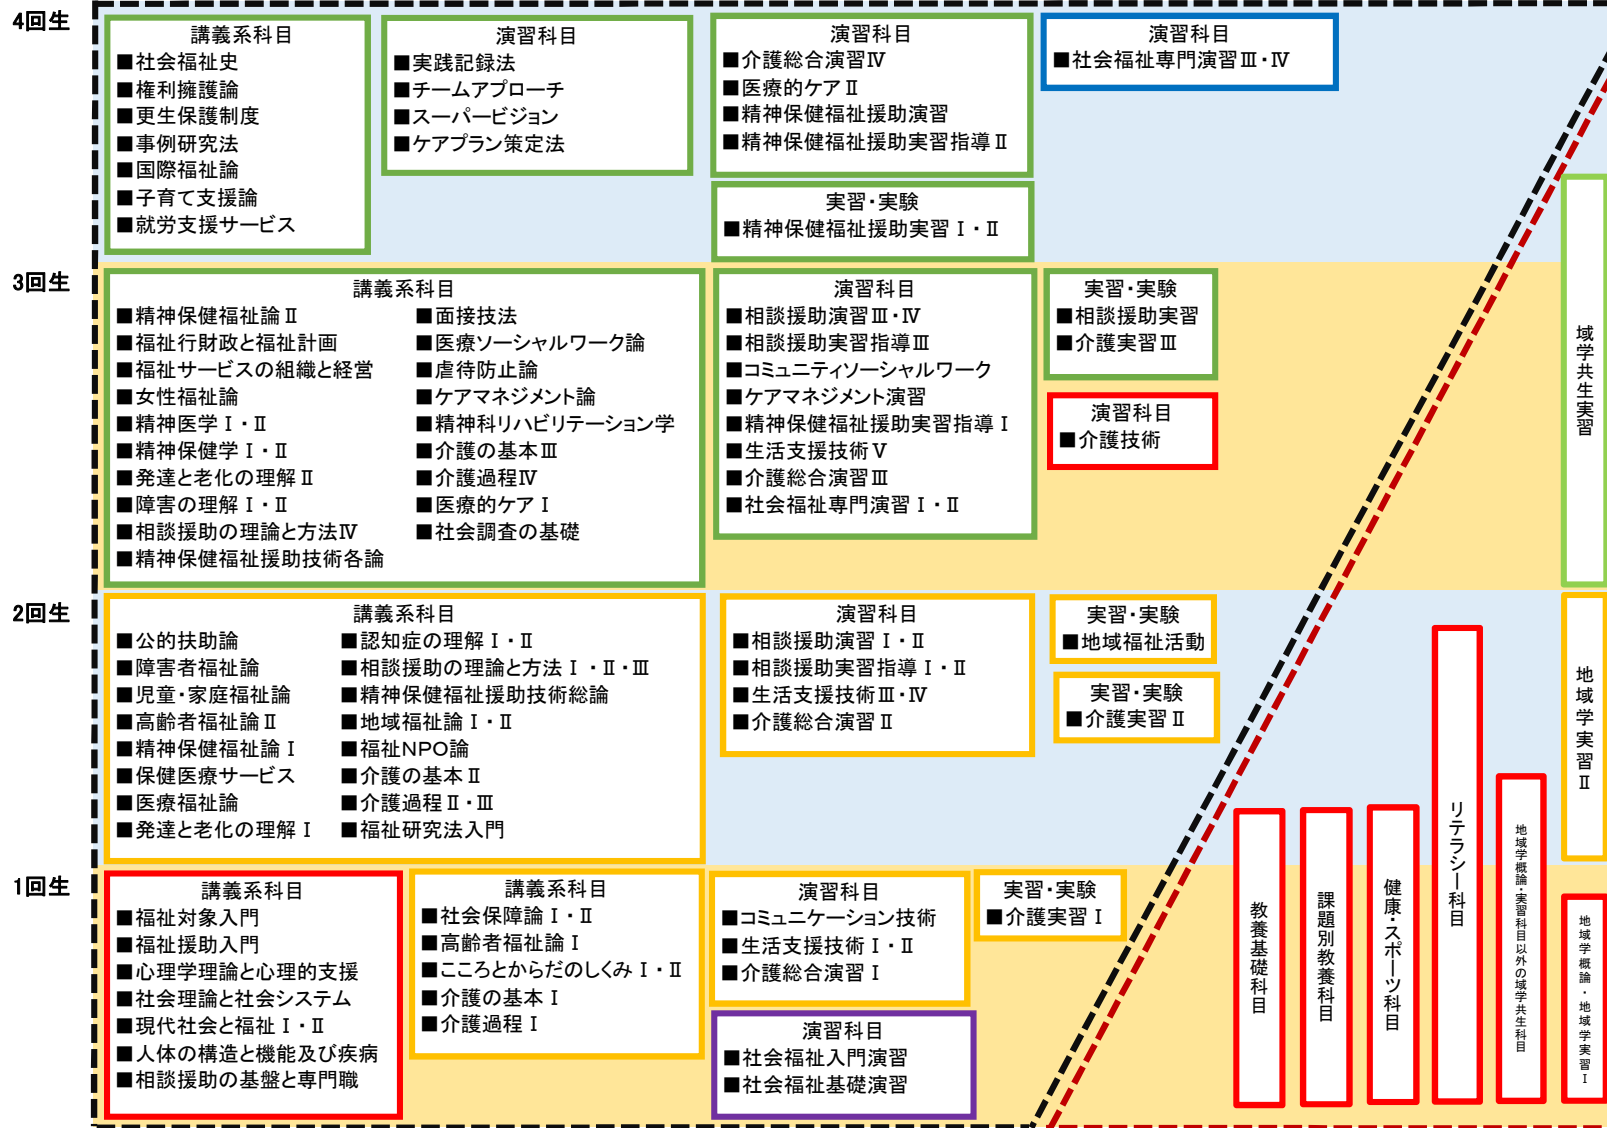 4回生
講義系科目
■社会福祉史
■権利擁護論
■更生保護制度
■事例研究法
■国際福祉論
■子育て支援論
■就労支援サービス
演習科目
■実践記録法
■チームアプローチ
■スーパービジョン
■ケアプラン策定法
演習科目
■介護総合演習Ⅳ
■医療的ケアⅡ
■精神保健福祉援助演習
■精神保健福祉援助実習指導Ⅱ
実習・実験
■精神保健福祉援助実習Ⅰ・Ⅱ
演習科目
■社会福祉専門演習Ⅲ・Ⅳ
3回生
講義系科目
■精神保健福祉論Ⅱ
■福祉行財政と福祉計画
■福祉サービスの組織と経営
■女性福祉論
■精神医学Ⅰ・Ⅱ
■精神保健学Ⅰ・Ⅱ
■発達と老化の理解Ⅱ
■障害の理解Ⅰ・Ⅱ
■相談援助の理論と方法Ⅳ
■精神保健福祉援助技術各論
■面接技法
■医療ソーシャルワーク論
■虐待防止論
■ケアマネジメント論
■精神科リハビリテーション学
■介護の基本Ⅲ
■介護過程Ⅳ
■医療的ケアⅠ
■社会調査の基礎
演習科目
■相談援助演習Ⅲ・Ⅳ
■相談援助実習指導Ⅲ
■コミュニティソーシャルワーク
■ケアマネジメント演習
■精神保健福祉援助実習指導Ⅰ
■生活支援技術Ⅴ
■介護総合演習Ⅲ
■社会福祉専門演習Ⅰ・Ⅱ
実習・実験
■相談援助実習
■介護実習Ⅲ
演習科目
■介護技術
域学共生実習
2回生
講義系科目
■公的扶助論
■障害者福祉論
■児童・家庭福祉論
■高齢者福祉論Ⅱ
■精神保健福祉論Ⅰ
■保健医療サービス
■医療福祉論
■発達と老化の理解Ⅰ
■認知症の理解Ⅰ・Ⅱ
■相談援助の理論と方法Ⅰ・Ⅱ・Ⅲ
■精神保健福祉援助技術総論
■地域福祉論Ⅰ・Ⅱ
■福祉NPO論
■介護の基本Ⅱ
■介護過程Ⅱ・Ⅲ
■福祉研究法入門
演習科目
■相談援助演習Ⅰ・Ⅱ
■相談援助実習指導Ⅰ・Ⅱ
■生活支援技術Ⅲ・Ⅳ
■介護総合演習Ⅱ
実習・実験
■地域福祉活動
実習・実験
■介護実習Ⅱ
地域学実習Ⅱ
1回生
講義系科目
■福祉対象入門
■福祉援助入門
■心理学理論と心理的支援
■社会理論と社会システム
■現代社会と福祉Ⅰ・Ⅱ
■人体の構造と機能及び疾病
■相談援助の基盤と専門職
講義系科目
■社会保障論Ⅰ・Ⅱ
■高齢者福祉論Ⅰ
■こころとからだのしくみⅠ・Ⅱ
■介護の基本Ⅰ
■介護過程Ⅰ
演習科目
■コミュニケーション技術
■生活支援技術Ⅰ・Ⅱ
■介護総合演習Ⅰ
実習・実験
■介護実習Ⅰ
演習科目
■社会福祉入門演習
■社会福祉基礎演習
教養基礎科目
課題別教養科目
健康・スポーツ科目
リテラシー科目
地域学概論・実習科目以外の域学共生科目
地域学概論・地域学実習Ⅰ